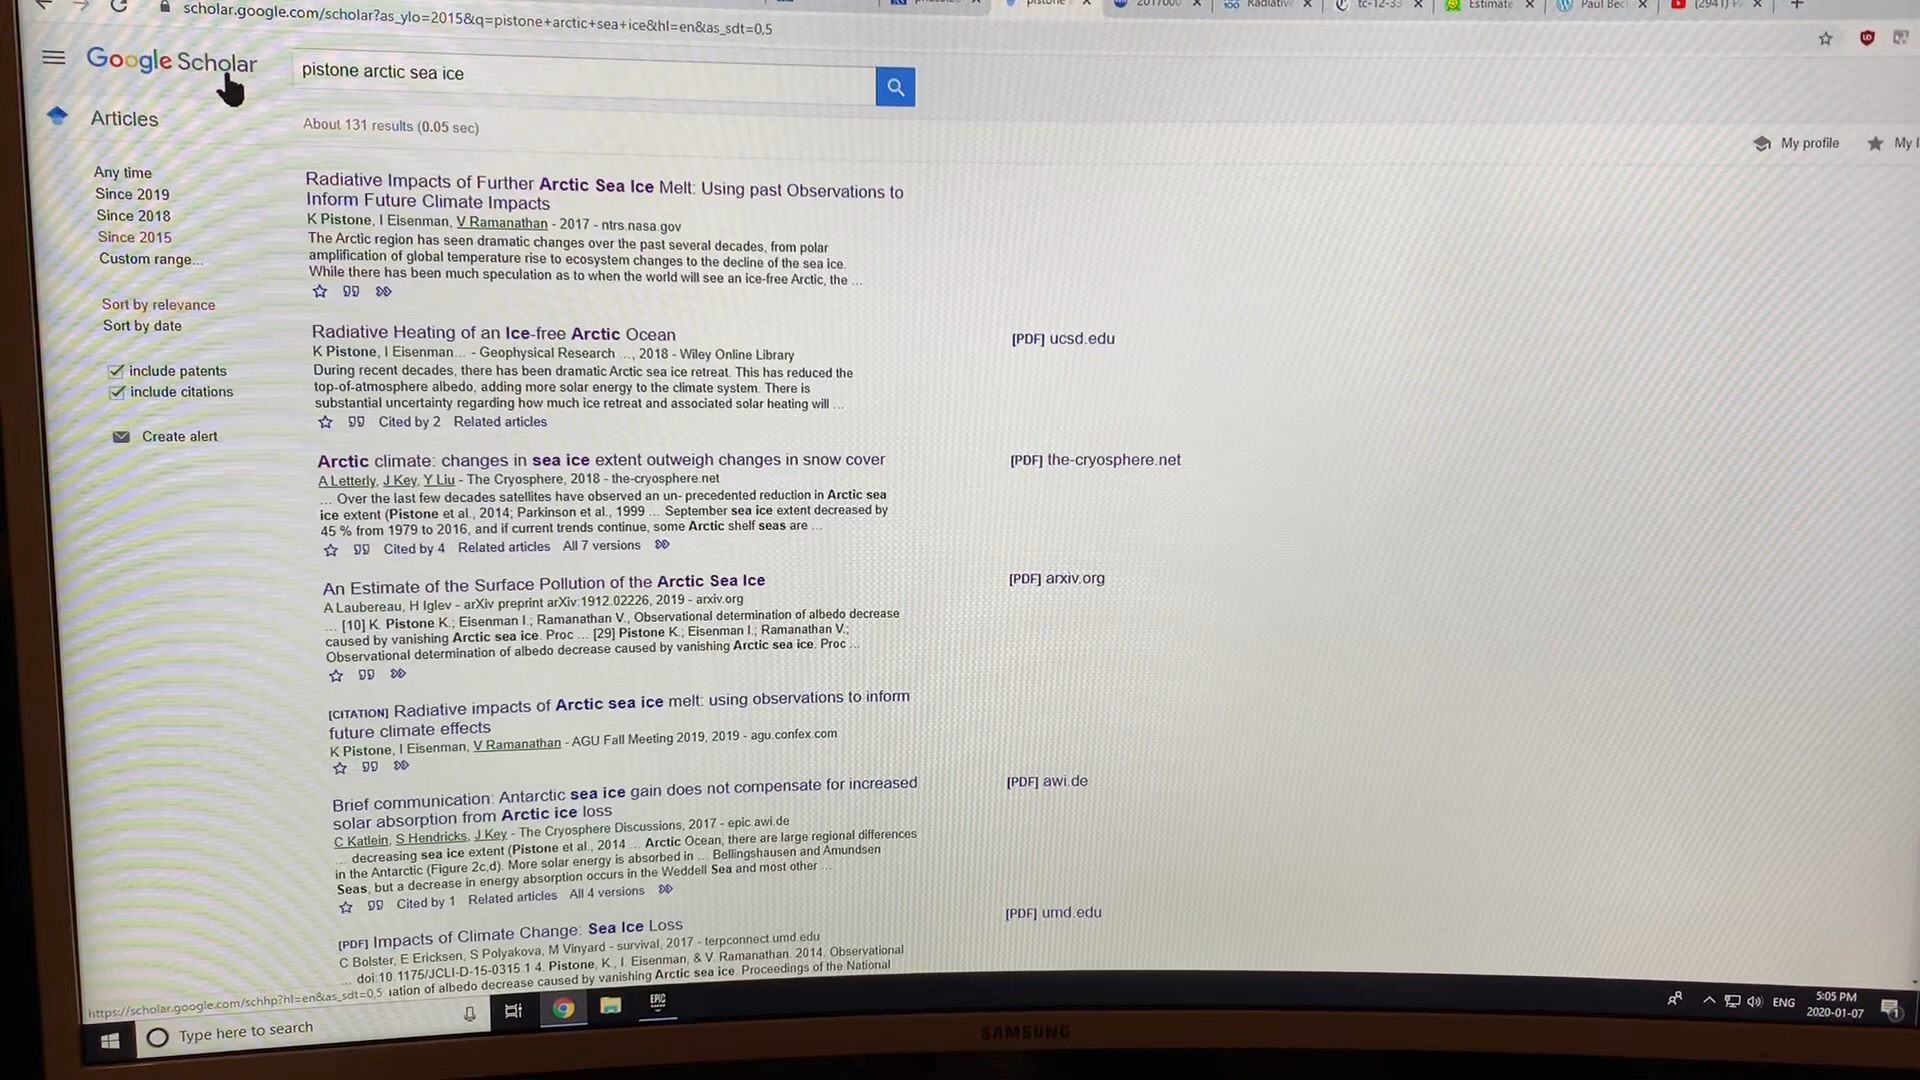 2017000
Radiative
tc-12-33
Estimate
Paul Bec
scholar.google.com/scholar?as_ylo=2015&q=pistone+arctic+sea+ice&hl=en&as_sdt=0,5
Google Scholar
pistone arctic sea ice
Articles
About 131 results (0.05 sec)
My profile
My
Any time
Since 2019
Since 2018
Since 2015
Custom range...
Sort by relevance
Sort by date
include patents
include citations
Create alert
Radiative Impacts of Further Arctic Sea Ice Melt: Using past Observations to
Inform Future Climate Impacts
K Pistone, I Eisenman, V Ramanathan - 2017 - ntrs.nasa.gov
The Arctic region has seen dramatic changes over the past several decades, from polar
amplification of global temperature rise to ecosystem changes to the decline of the sea ice.
While there has been much speculation as to when the world will see an ice-free Arctic, the ...
Radiative Heating of an Ice-free Arctic Ocean
[PDF] ucsd.edu
K Pistone, I Eisenman... - Geophysical Research ..., 2018 - Wiley Online Library
During recent decades, there has been dramatic Arctic sea ice retreat. This has reduced the
top-of-atmosphere albedo, adding more solar energy to the climate system. There is
substantial uncertainty regarding how much ice retreat and associated solar heating will ...
Cited by 2 Related articles
Arctic climate: changes in sea ice extent outweigh changes in snow cover
[PDF] the-cryosphere.net
A Letterly, J Key, Y Liu - The Cryosphere, 2018 - the-cryosphere.net
... Over the last few decades satellites have observed an un- precedented reduction in Arctic sea
ice extent (Pistone et al., 2014; Parkinson et al., 1999 ... September sea ice extent decreased by
45 % from 1979 to 2016, and if current trends continue, some Arctic shelf seas are ...
Cited by 4 Related articles All 7 versions
An Estimate of the Surface Pollution of the Arctic Sea Ice
[PDF] arxiv.org
A Laubereau, H Iglev - arXiv preprint arXiv:1912.02226, 2019 - arxiv.org
... [10] K. Pistone K.; Eisenman I.; Ramanathan V., Observational determination of albedo decrease
caused by vanishing Arctic sea ice. Proc ... [29] Pistone K.; Eisenman I.; Ramanathan V.;
Observational determination of albedo decrease caused by vanishing Arctic sea ice. Proc ...
[CITATION] Radiative impacts of Arctic sea ice melt: using observations to inform
future climate effects
K Pistone, I Eisenman, V Ramanathan - AGU Fall Meeting 2019, 2019 - agu.confex.com
Brief communication: Antarctic sea ice gain does not compensate for increased
solar absorption from Arctic ice loss
[PDF] awi.de
C Katlein, S Hendricks, J Key - The Cryosphere Discussions, 2017 - epic.awi.de
... decreasing sea ice extent (Pistone et al., 2014 ... Arctic Ocean, there are large regional differences
in the Antarctic (Figure 2c,d). More solar energy is absorbed in ... Bellingshausen and Amundsen
Seas, but a decrease in energy absorption occurs in the Weddell Sea and most other ...
Cited by 1 Related articles All 4 versions
[PDF] Impacts of Climate Change: Sea Ice Loss
[PDF] umd.edu
C Bolster, E Ericksen, S Polyakova, M Vinyard - survival, 2017 - terpconnect.umd.edu
... doi:10.1175/JCLI-D-15-0315.1 4. Pistone, K., I. Eisenman, & V. Ramanathan. 2014. Observational
ation of albedo decrease caused by vanishing Arctic sea ice. Proceedings of the National
https://scholar.google.com/schhp?hl=en&as_sdt=0,5
Type here to search
EPIC
ENG
5:05 PM
2020-01-07
1
SAMSUNG